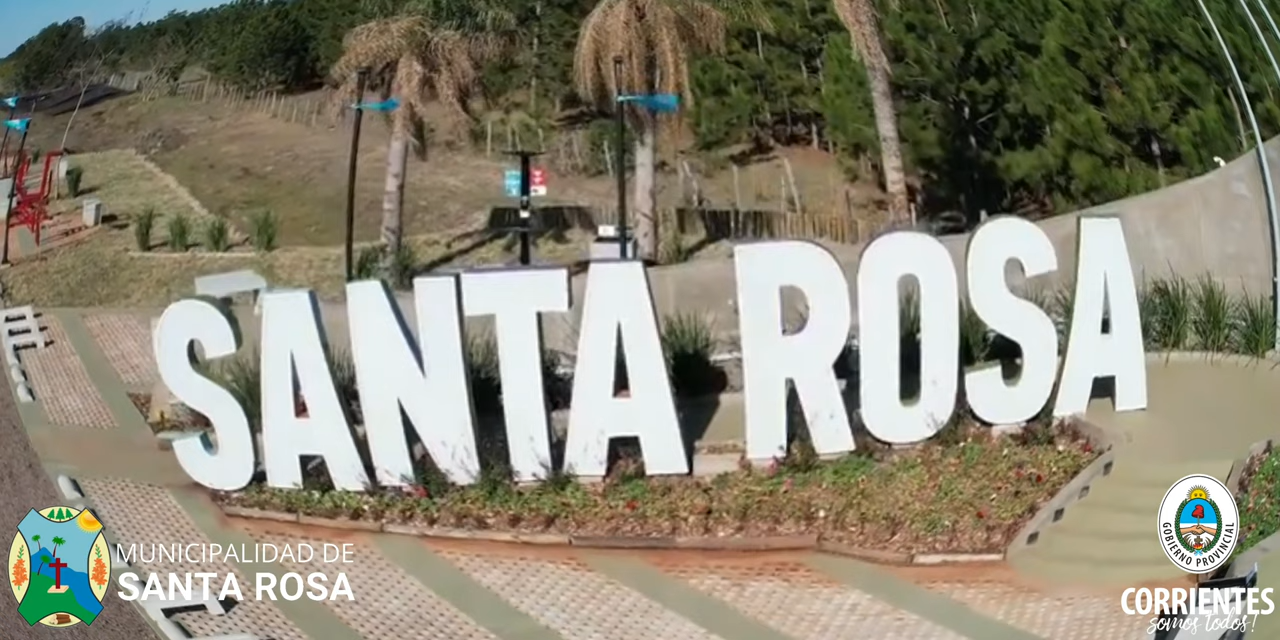 SANTA ROSA
MUNICIPALIDAD DE
SANTA ROSA
GOBIERNO PROVINCIAL
CORRIENTES
somos todos!